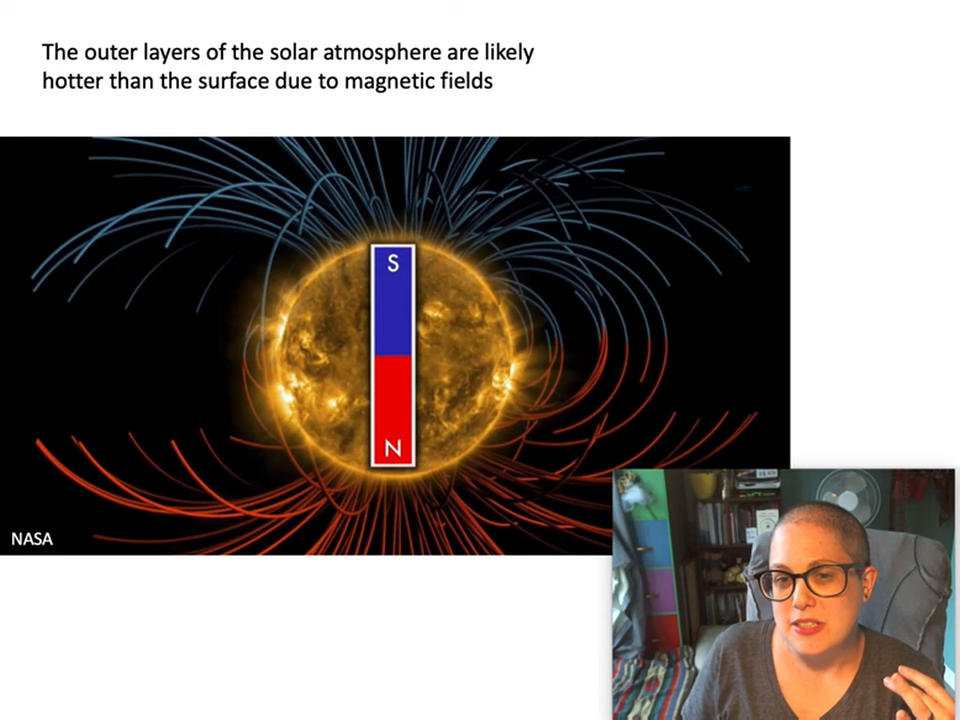 The outer layers of the solar atmosphere are likely
hotter than the surface due to magnetic fields
S
N
NASA